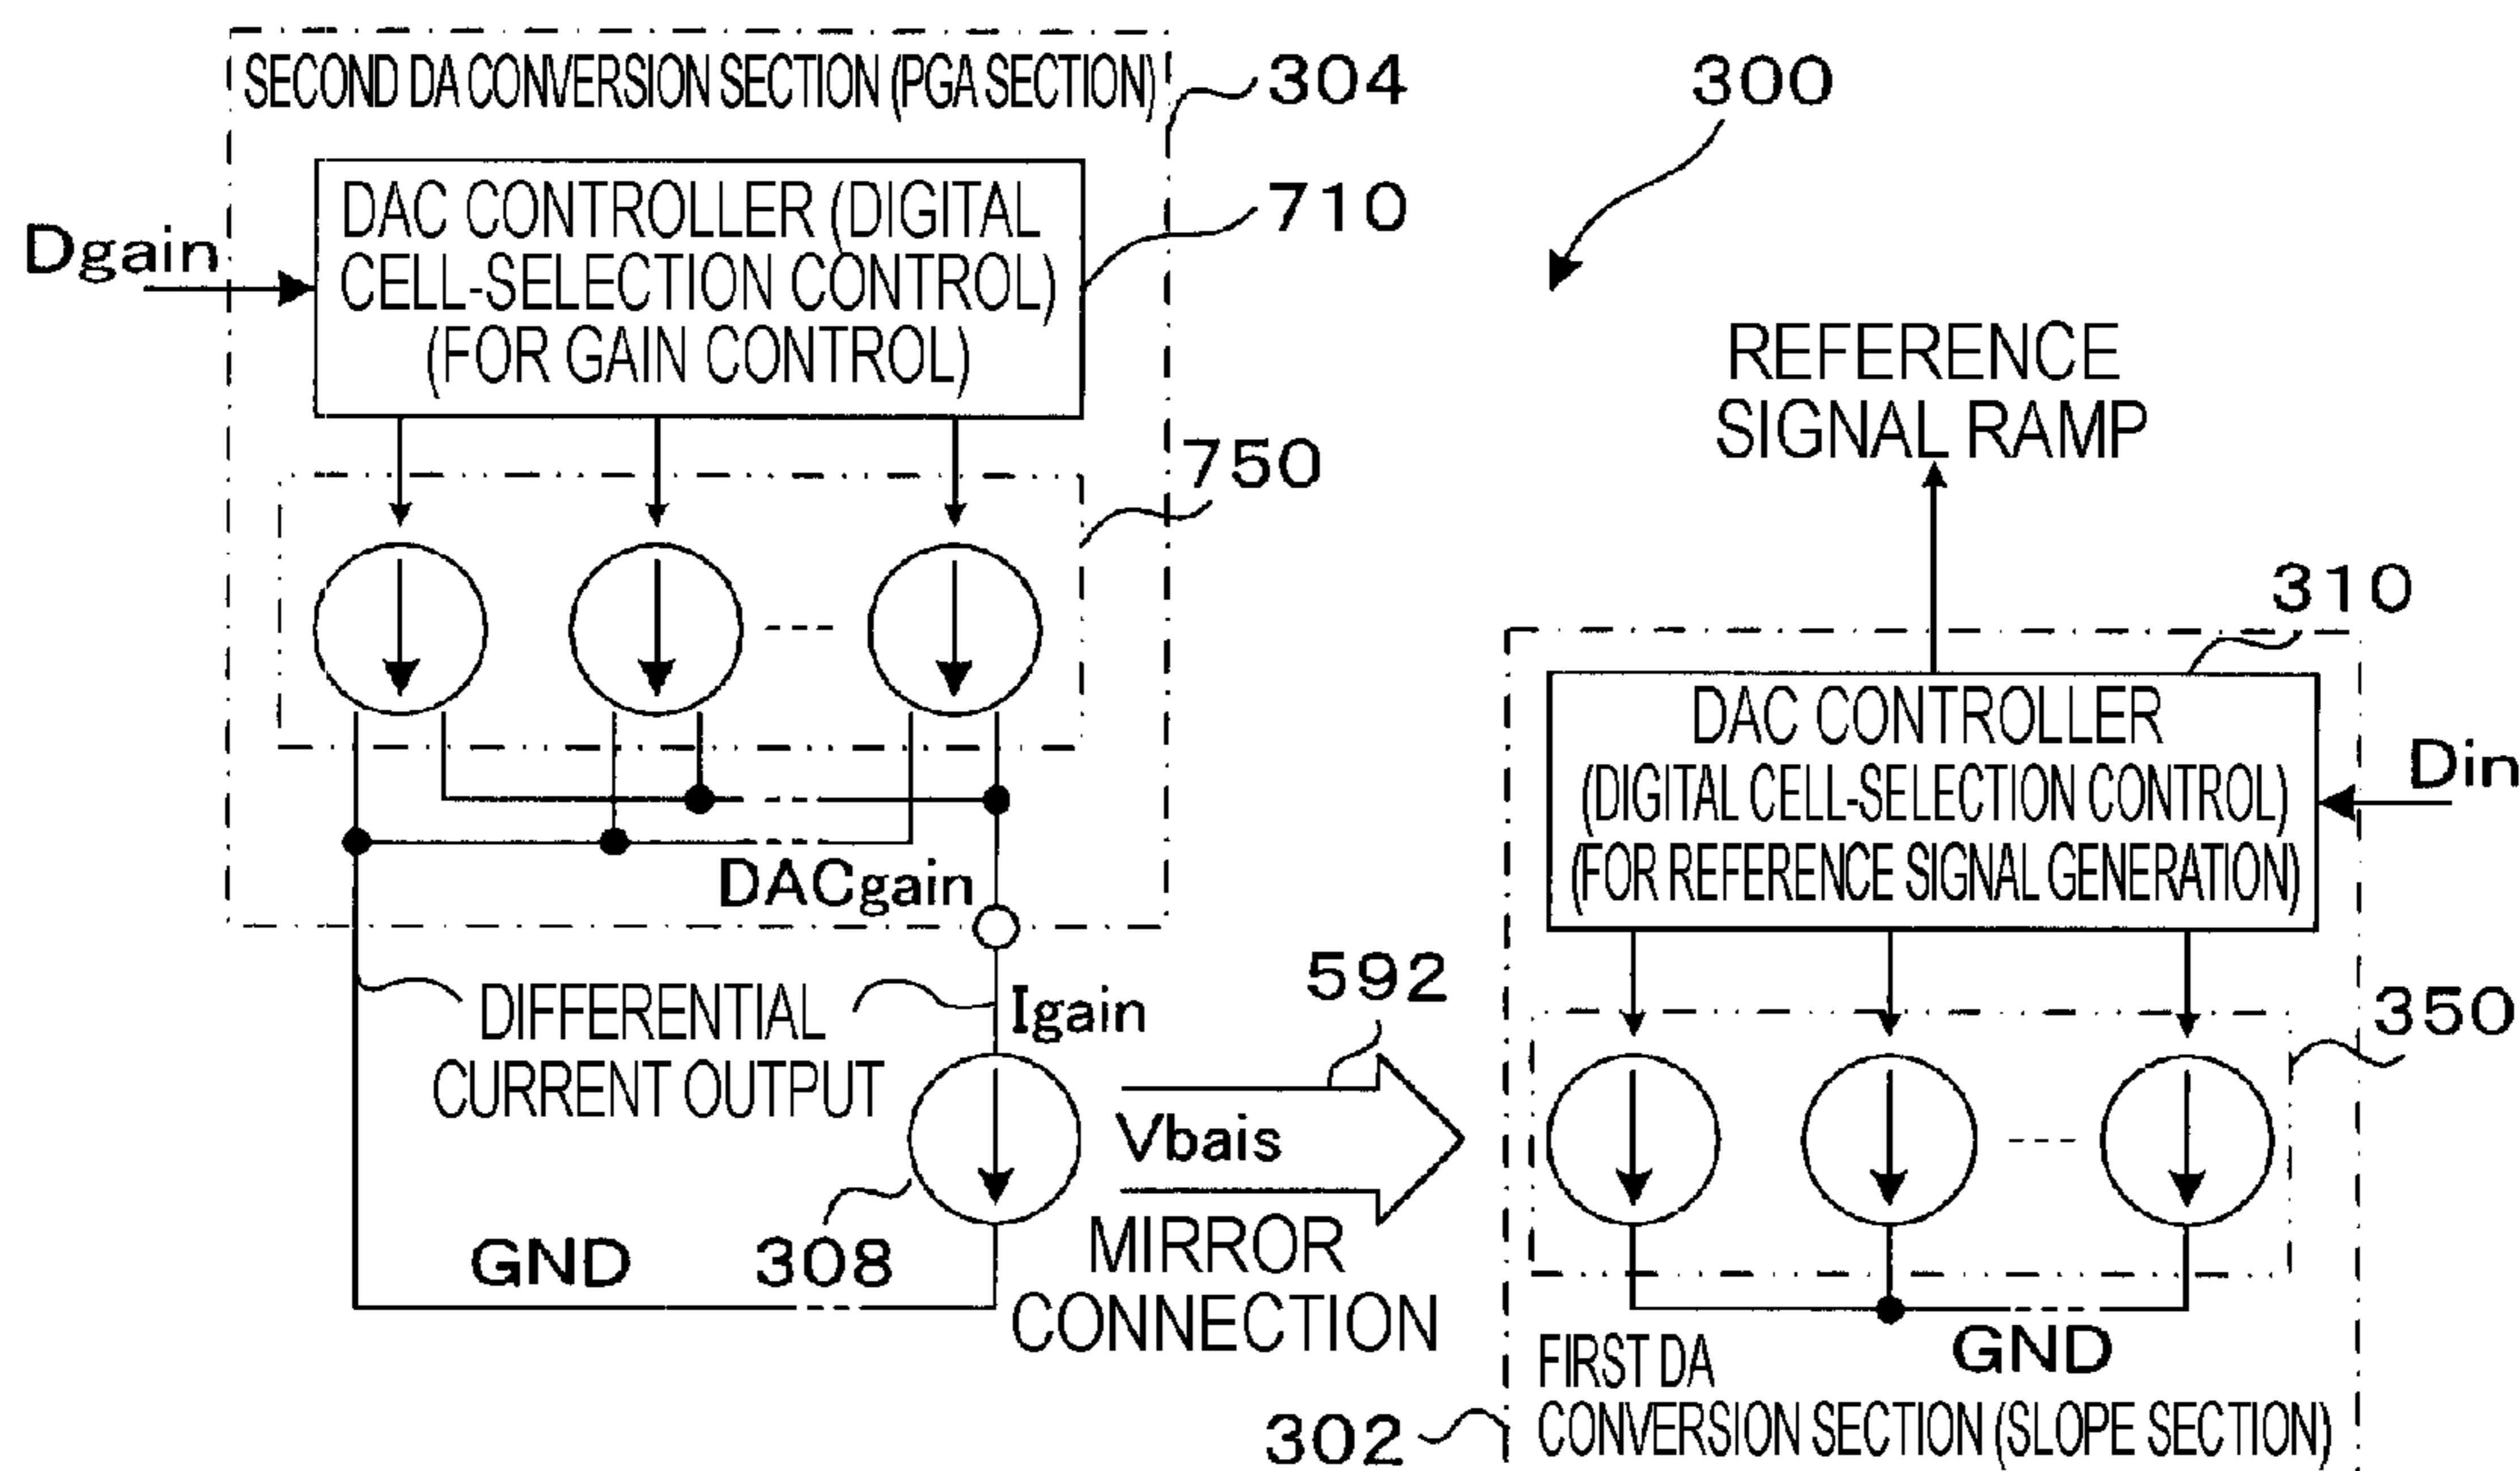 SECOND DA CONVERSION SECTION (PGA SECTION)
304
300
DAC CONTROLLER (DIGITAL
CELL-SELECTION CONTROL)
(FOR GAIN CONTROL)
710
Dgain
750
REFERENCE
SIGNAL RAMP
310
DAC CONTROLLER
(DIGITAL CELL-SELECTION CONTROL)
(FOR REFERENCE SIGNAL GENERATION)
Din
DACgain
DIFFERENTIAL
CURRENT OUTPUT
Igain
592
350
Vbais
MIRROR
CONNECTION
GND
308
GND
FIRST DA
CONVERSION SECTION (SLOPE SECTION)
302